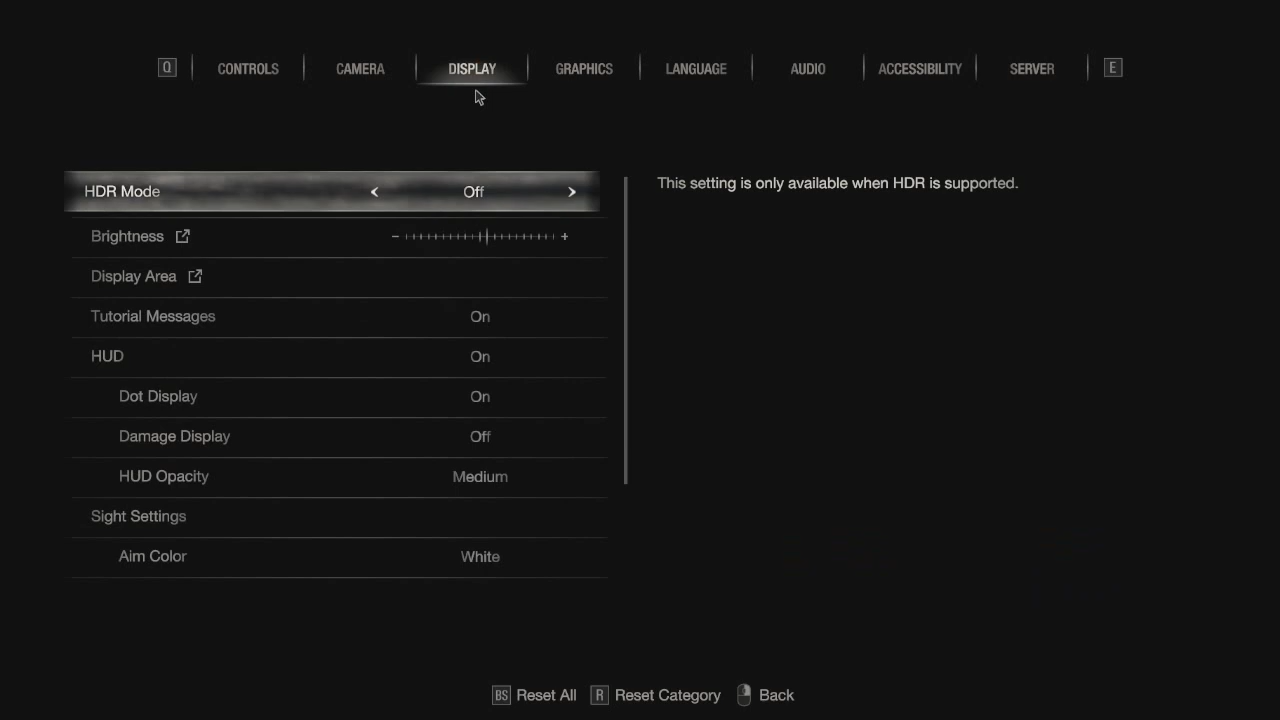 Q CONTROLS CAMERA DISPLAY GRAPHICS LANGUAGE AUDIO ACCESSIBILITY SERVER E
HDR Mode Off
This setting is only available when HDR is supported.
Brightness
Display Area
Tutorial Messages On
HUD On
Dot Display On
Damage Display Off
HUD Opacity Medium
Sight Settings
Aim Color White
BS Reset All R Reset Category Back